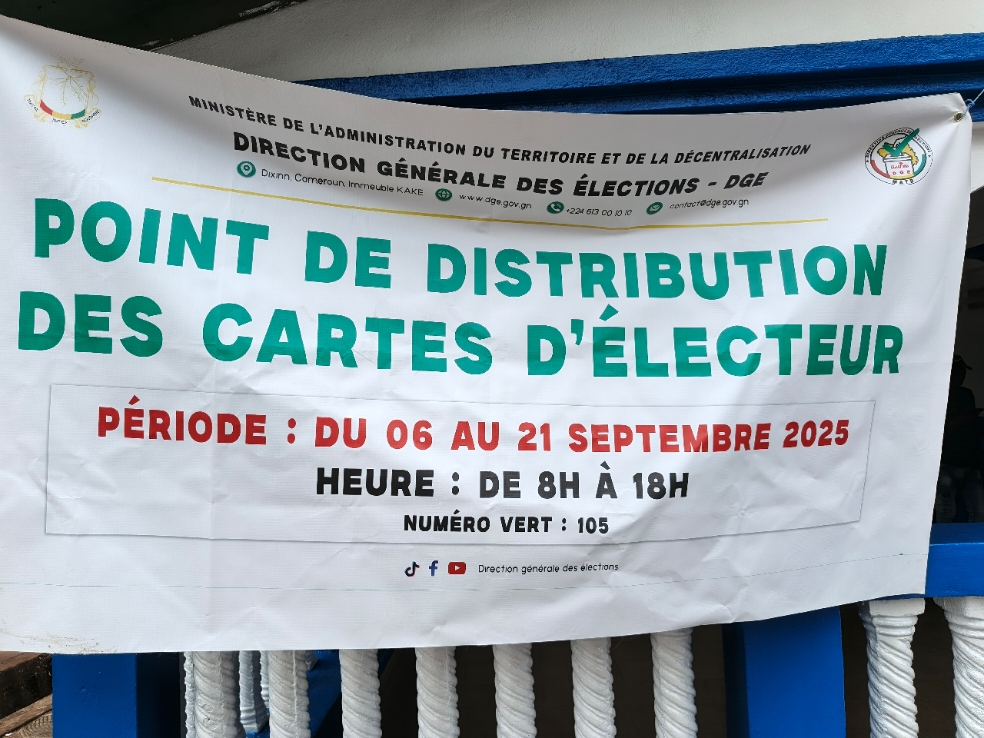 MINISTÈRE DE L'ADMINISTRATION DU TERRITOIRE ET DE LA DÉCENTRALISATION
DIRECTION GÉNÉRALE DES ÉLECTIONS - DGE
Dixinn, Cameroun, Immeuble KAKE www.dge.gov.gn +224 613 00 10 10 contact@dge.gov.gn
POINT DE DISTRIBUTION
DES CARTES D'ÉLECTEUR
PÉRIODE : DU 06 AU 21 SEPTEMBRE 2025
HEURE : DE 8H À 18H
NUMÉRO VERT : 105
Direction générale des élections